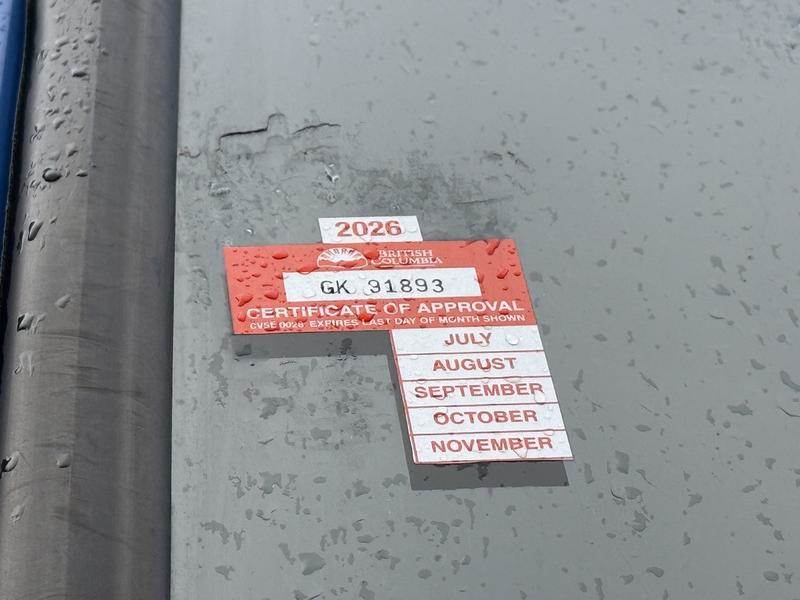 2026
BRITISH
COLUMBIA
GK 91893
CERTIFICATE OF APPROVAL
CVSE 0026 EXPIRES LAST DAY OF MONTH SHOWN
JULY
AUGUST
SEPTEMBER
OCTOBER
NOVEMBER